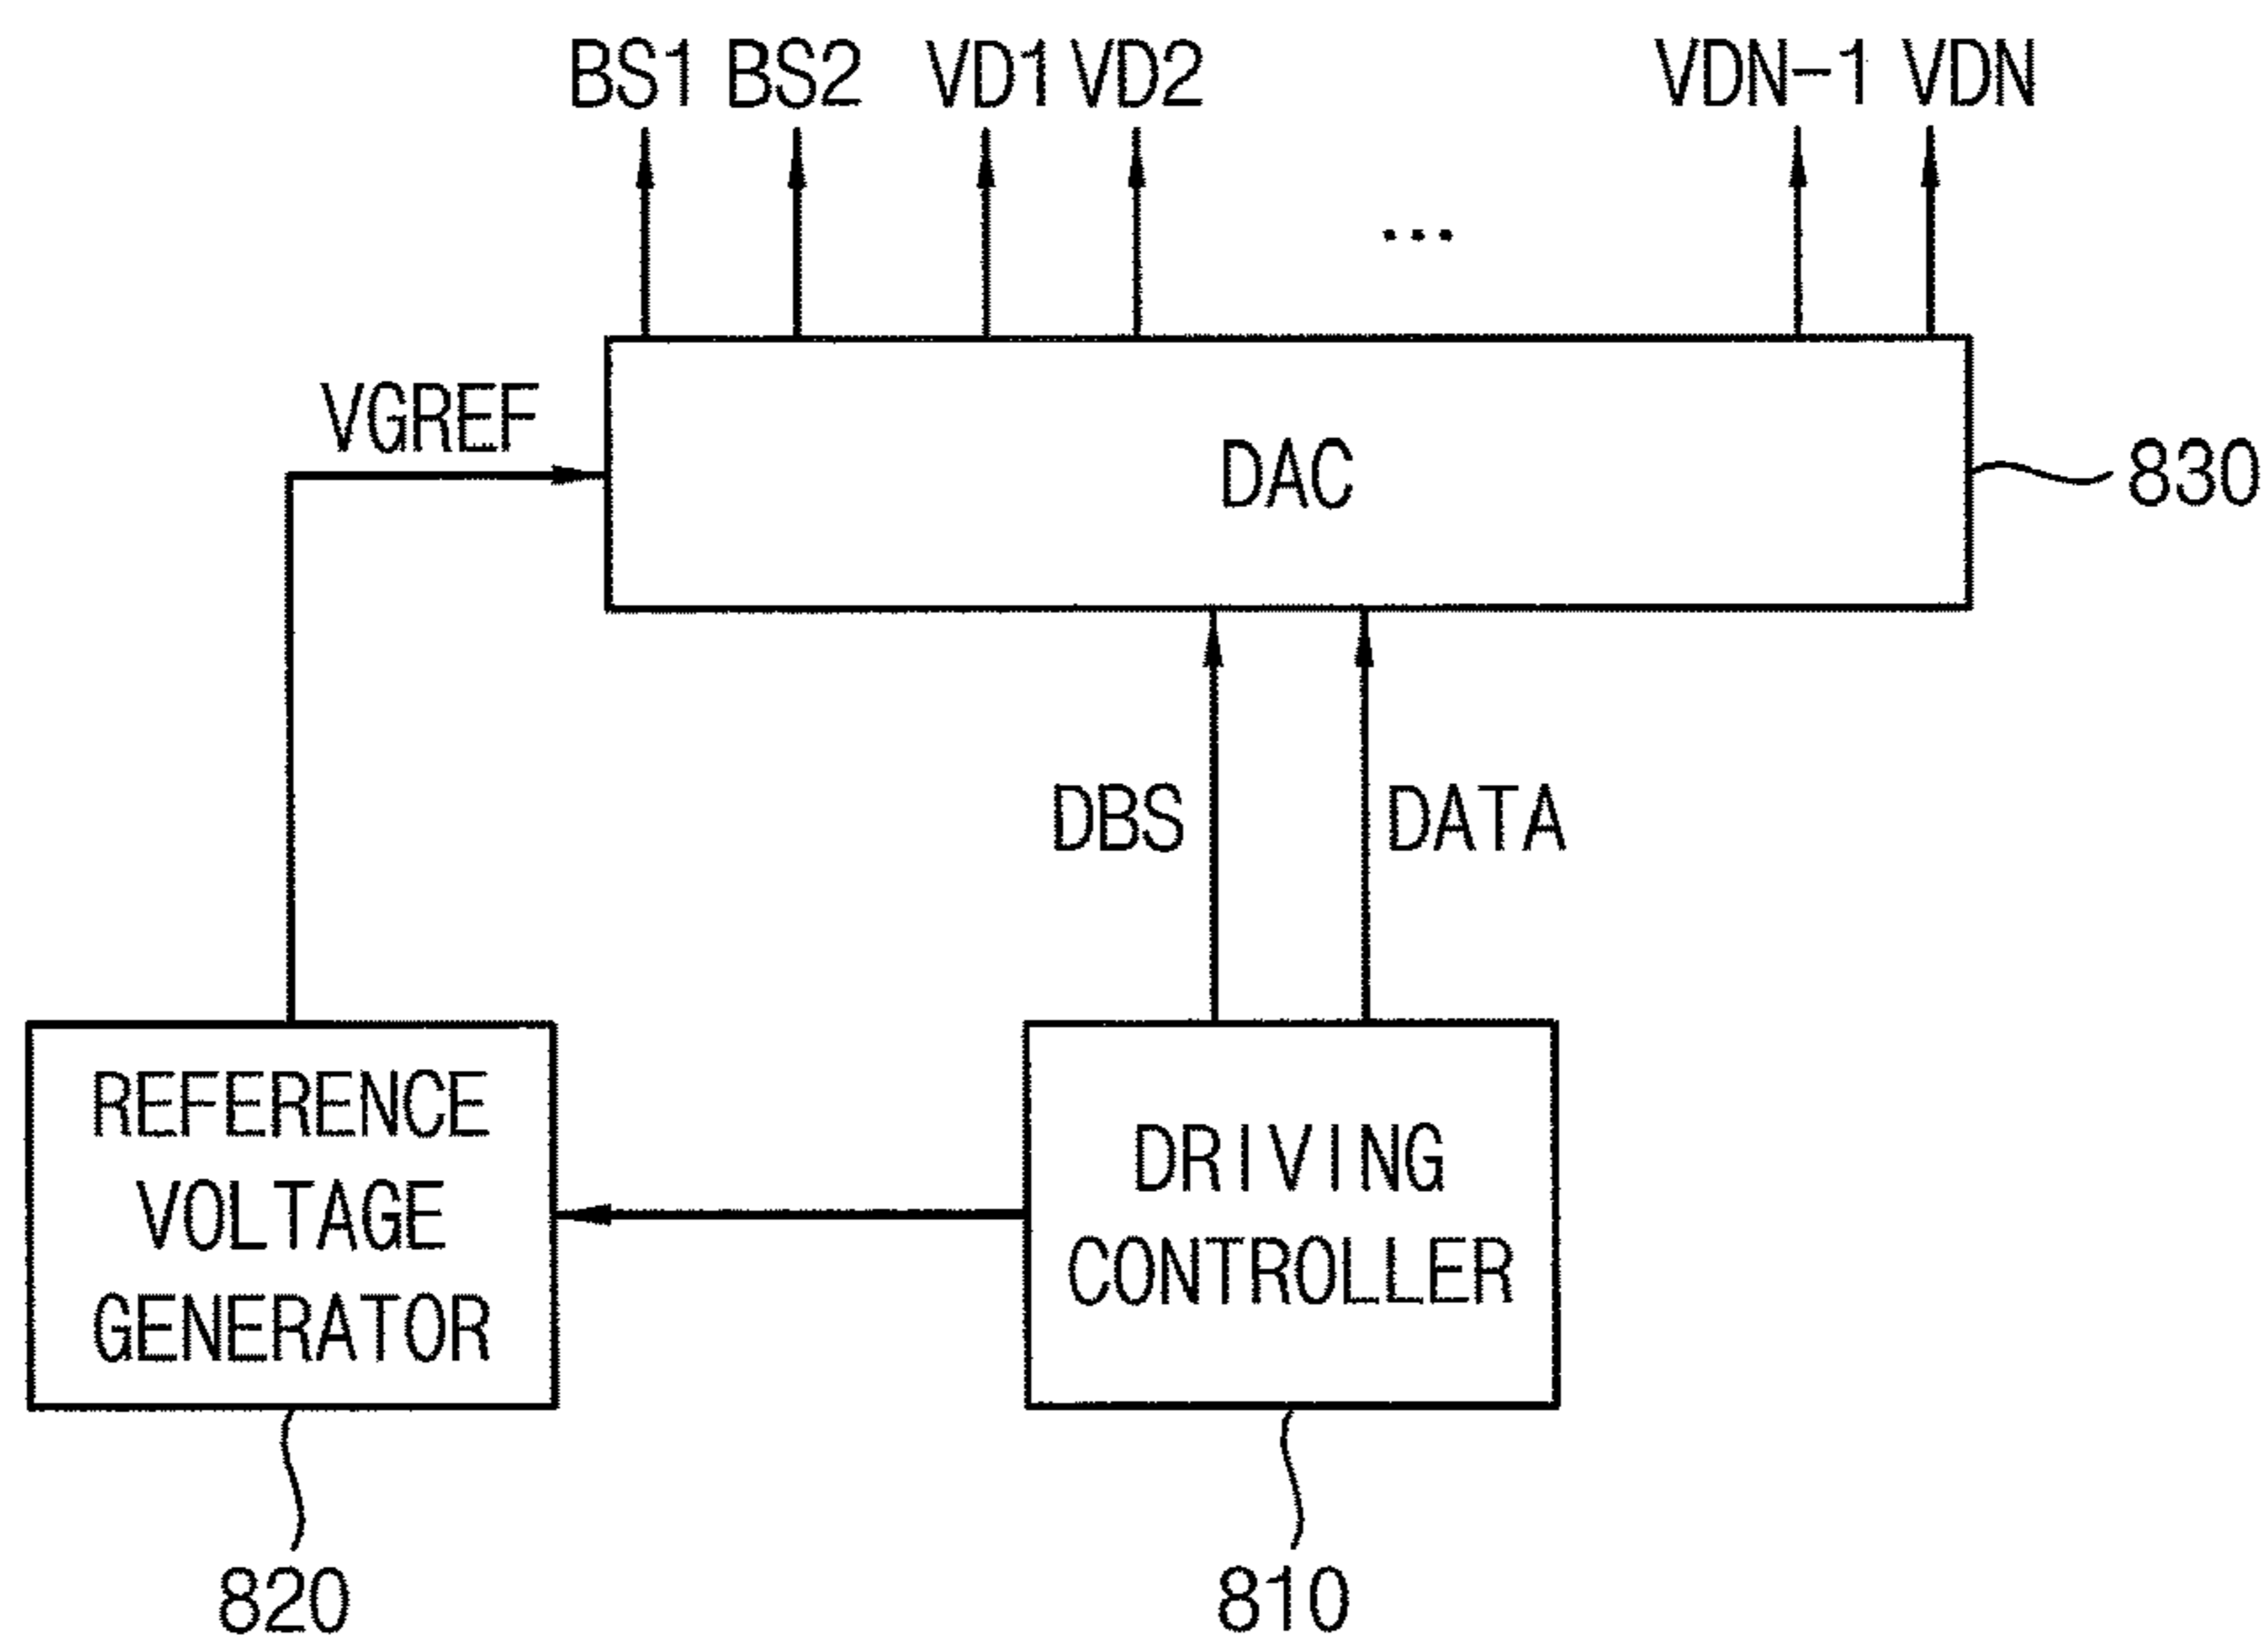 BS1 BS2 VD1 VD2 VDN-1 VDN
...
VGREF
DAC
830
DBS DATA
REFERENCE
VOLTAGE
GENERATOR
DRIVING
CONTROLLER
820
810